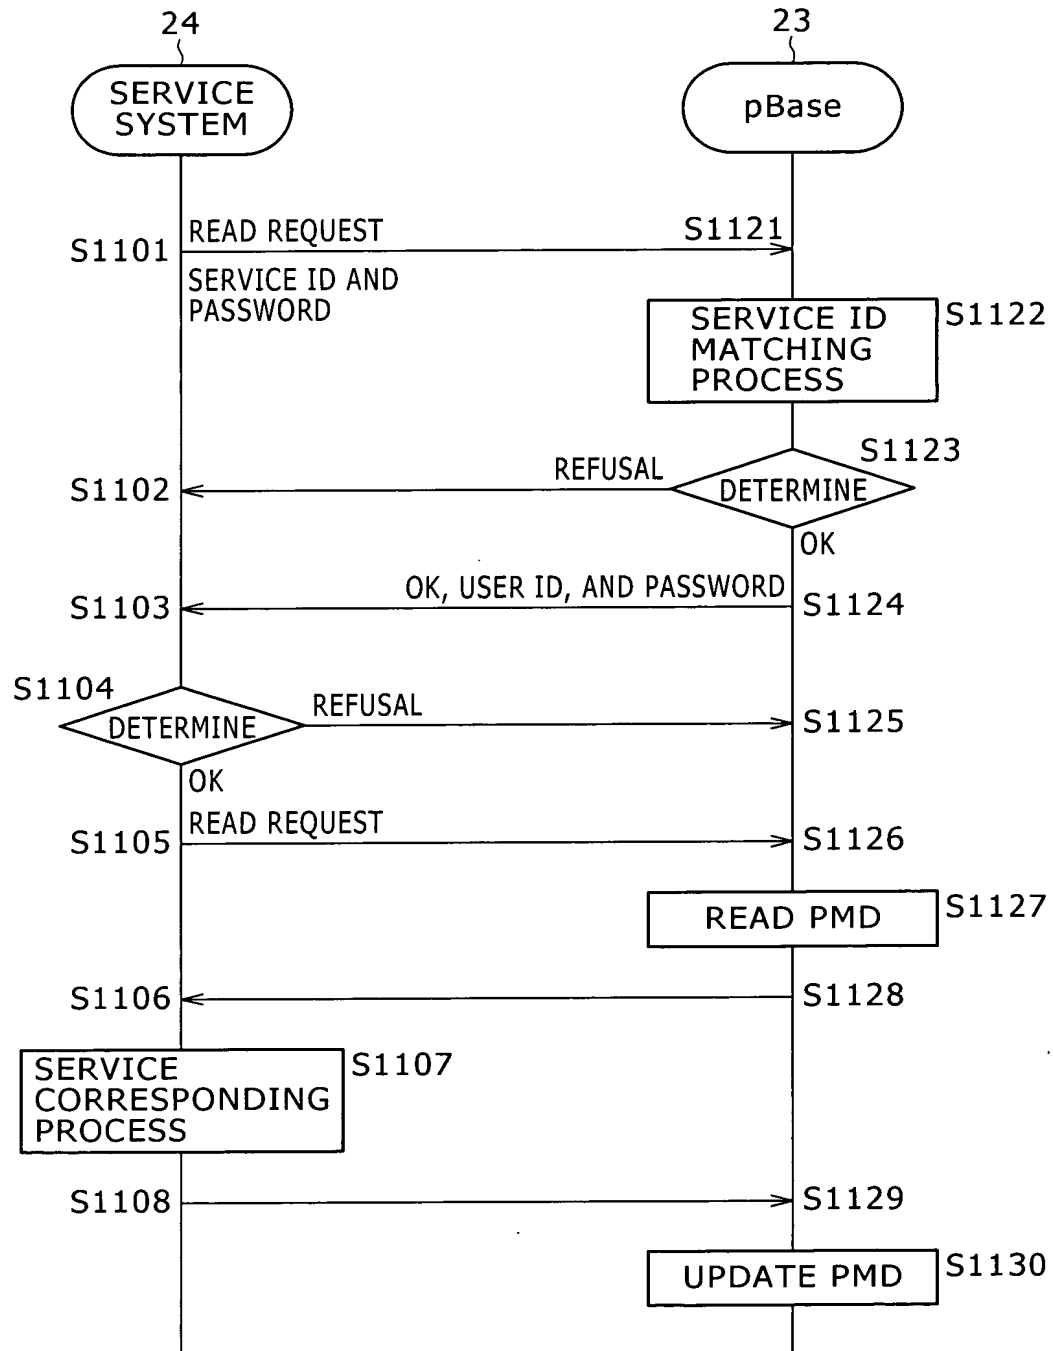 24
23
SERVICE
SYSTEM
pBase
READ REQUEST
S1121
S1101
SERVICE ID AND
PASSWORD
SERVICE ID
MATCHING
PROCESS
S1122
S1123
REFUSAL
DETERMINE
S1102
OK
OK, USER ID, AND PASSWORD
S1103
S1124
S1104
DETERMINE
REFUSAL
S1125
OK
READ REQUEST
S1105
S1126
READ PMD
S1127
S1106
S1128
SERVICE
CORRESPONDING
PROCESS
S1107
S1108
S1129
UPDATE PMD
S1130